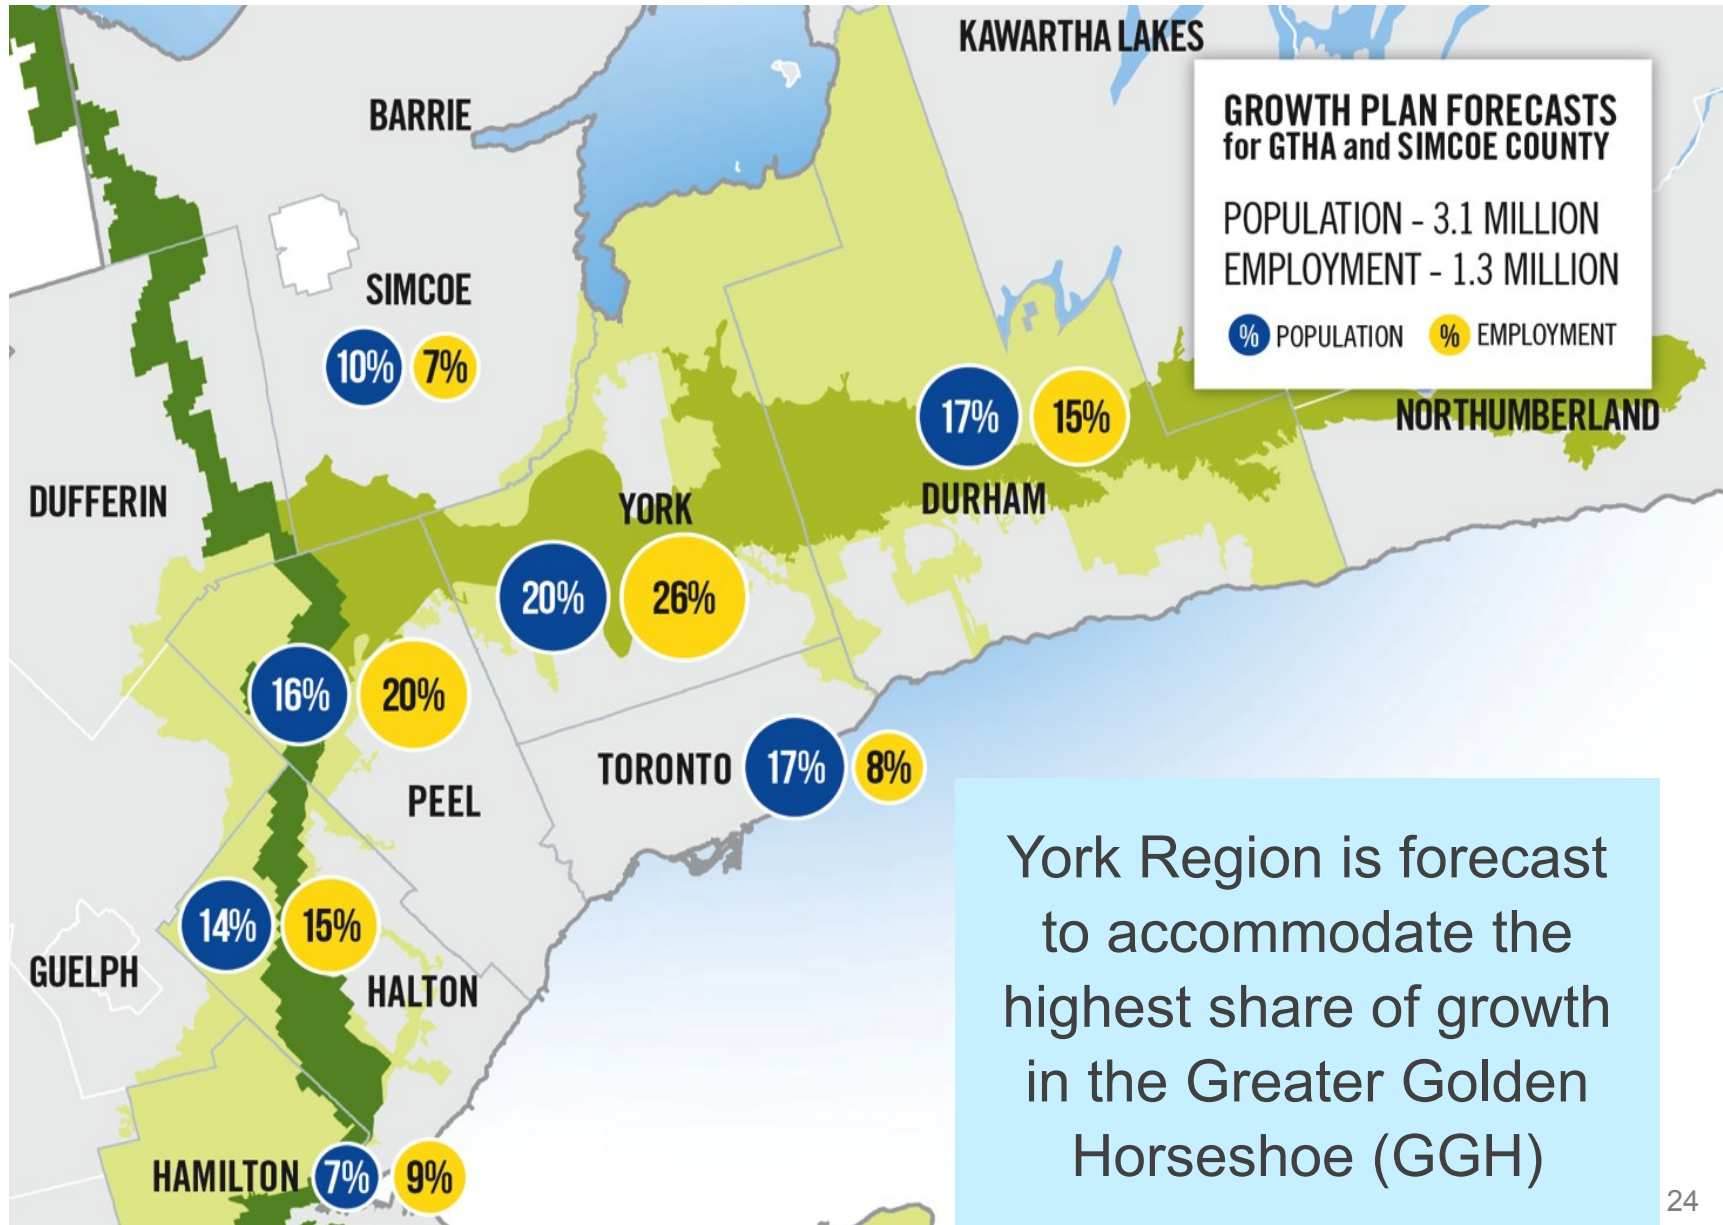 KAWARTHA LAKES
BARRIE
GROWTH PLAN FORECASTS
for GTHA and SIMCOE COUNTY
POPULATION - 3.1 MILLION
EMPLOYMENT - 1.3 MILLION
% POPULATION % EMPLOYMENT
SIMCOE
10% 7%
17% 15%
NORTHUMBERLAND
DUFFERIN
YORK
DURHAM
20% 26%
16% 20%
TORONTO 17% 8%
PEEL
14% 15%
GUELPH
HALTON
HAMILTON 7% 9%
York Region is forecast
to accommodate the
highest share of growth
in the Greater Golden
Horseshoe (GGH)
24